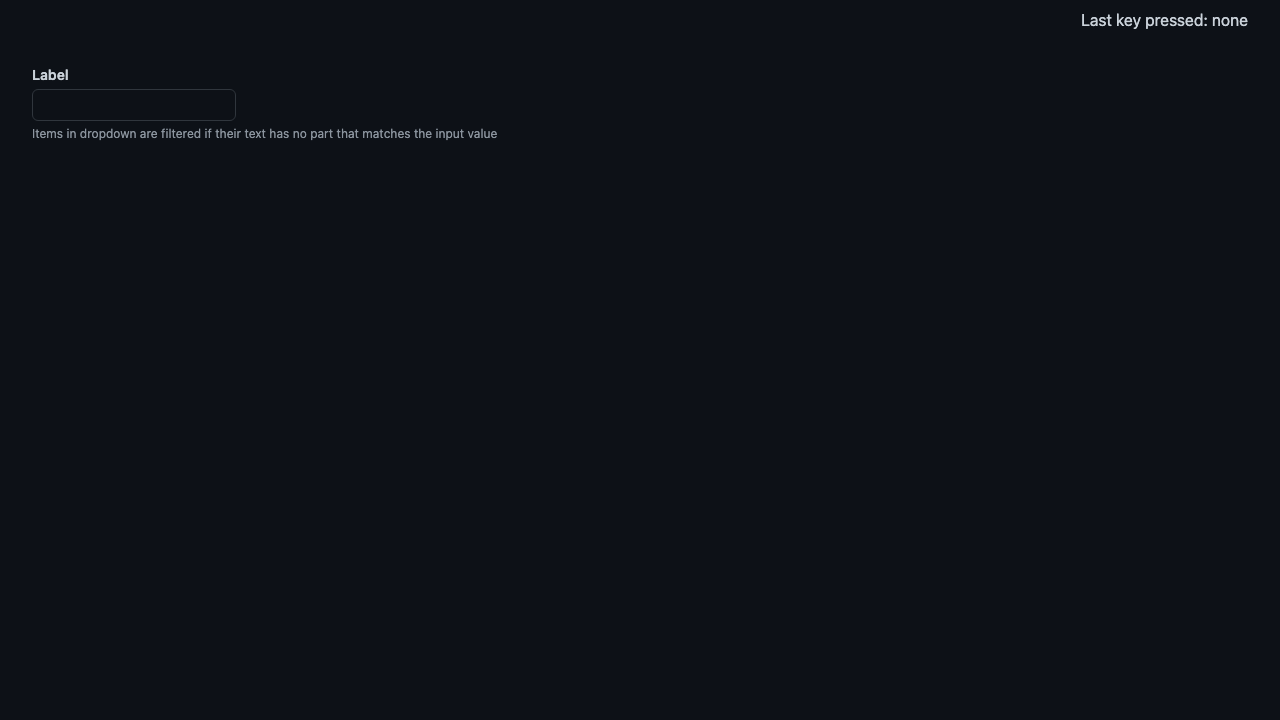 Last key pressed: none
Label
Items in dropdown are filtered if their text has no part that matches the input value